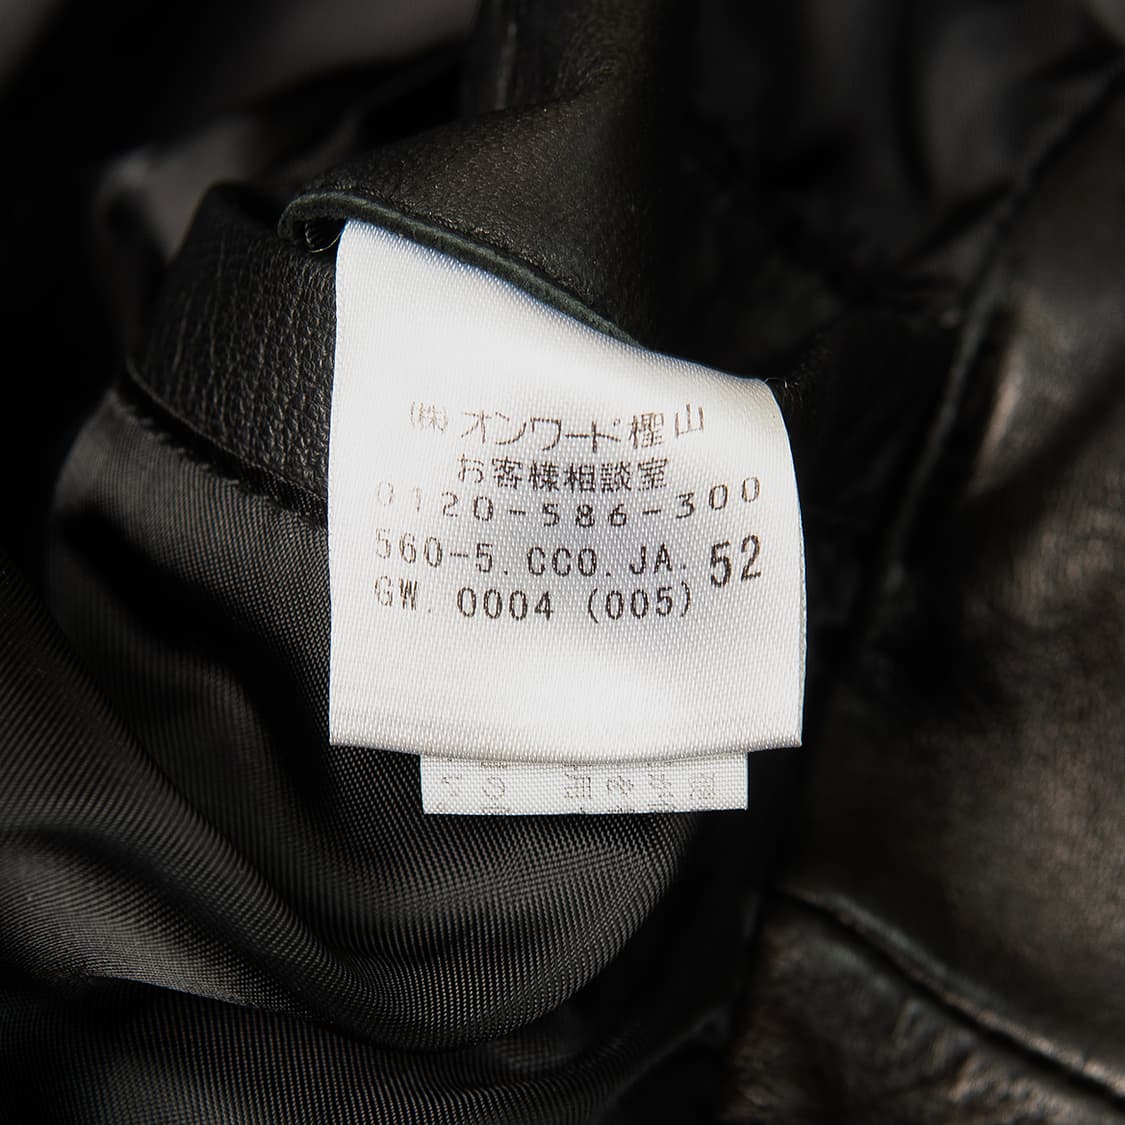 (株)オンワード樫山
お客様相談室
0120-586-300
560-5. CCO. JA. 52
GW. 0004 (005)